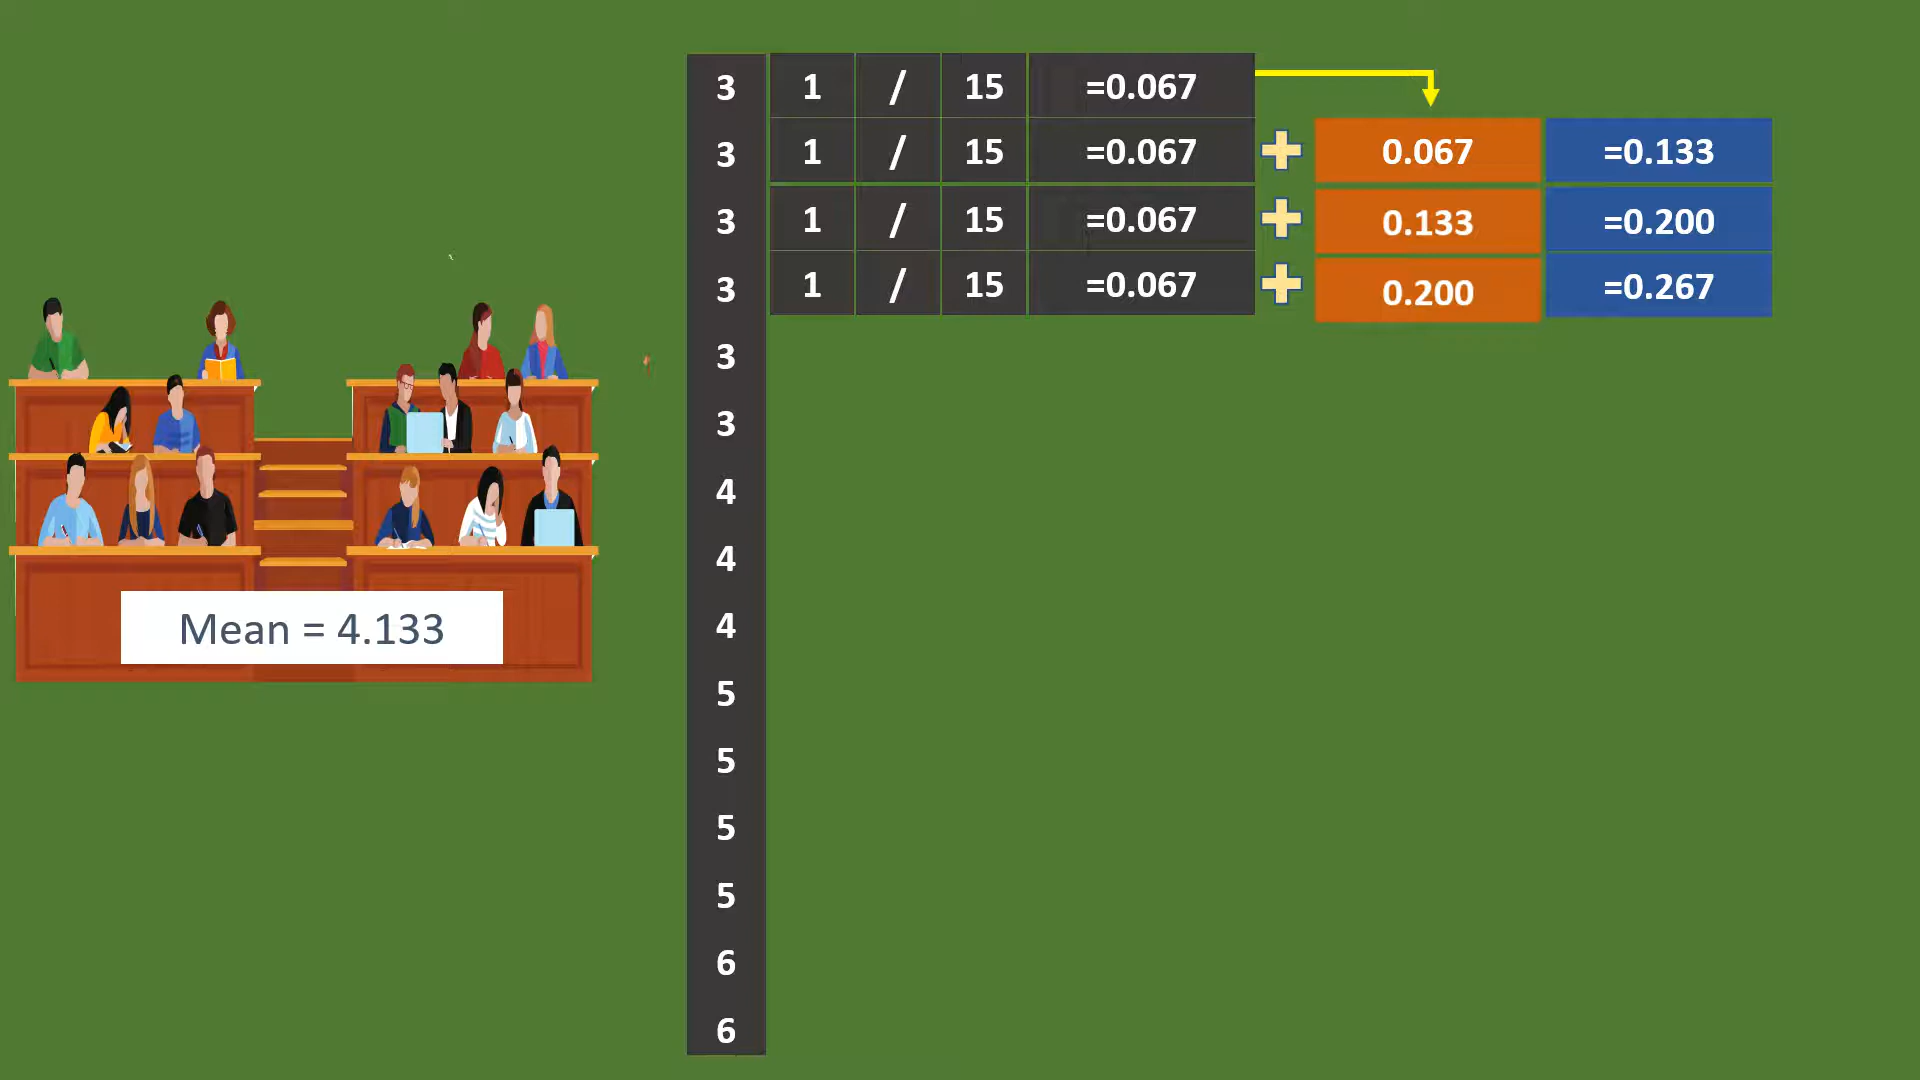 3 1 / 15 =0.067
3 1 / 15 =0.067 + 0.067 =0.133
3 1 / 15 =0.067 + 0.133 =0.200
3 1 / 15 =0.067 + 0.200 =0.267
3
3
4
4
4
5
5
5
5
6
6
Mean = 4.133